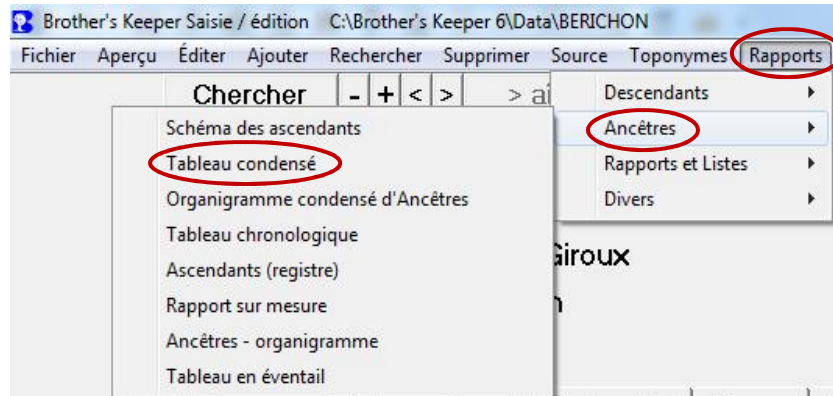 Brother's Keeper Saisie / édition C:\Brother's Keeper 6\Data\BERICHON
Fichier Aperçu Éditer Ajouter Rechercher Supprimer Source Toponymes Rapports
Chercher - + < > > aî
Descendants
Ancêtres
Rapports et Listes
Divers
Schéma des ascendants
Tableau condensé
Organigramme condensé d'Ancêtres
Tableau chronologique
Ascendants (registre)
Rapport sur mesure
Ancêtres - organigramme
Tableau en éventail
Giroux